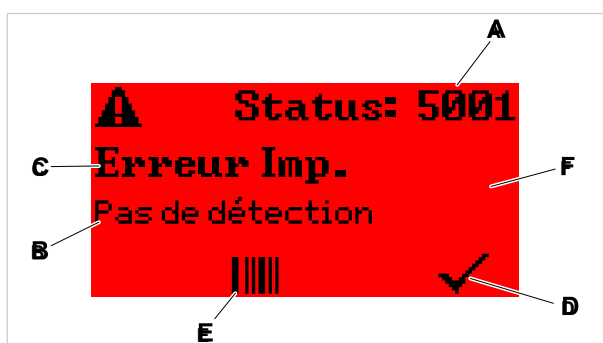 A
Status: 5001
C
Erreur Imp.
F
Pas de détection
B
D
E